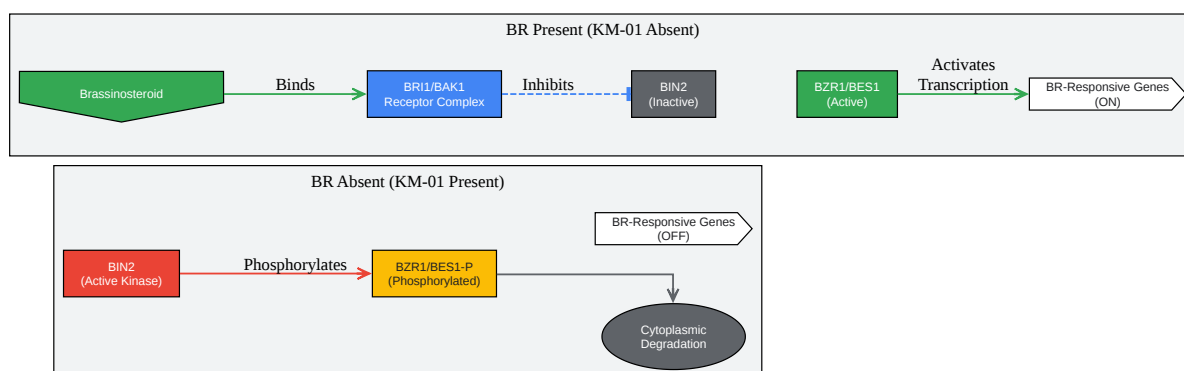 BR Present (KM-01 Absent)
Brassinosteroid
Binds
BRI1/BAK1
Receptor Complex
Inhibits
BIN2
(Inactive)
BZR1/BES1
(Active)
Activates
Transcription
BR-Responsive Genes
(ON)
BR Absent (KM-01 Present)
BIN2
(Active Kinase)
Phosphorylates
BZR1/BES1-P
(Phosphorylated)
BR-Responsive Genes
(OFF)
Cytoplasmic
Degradation